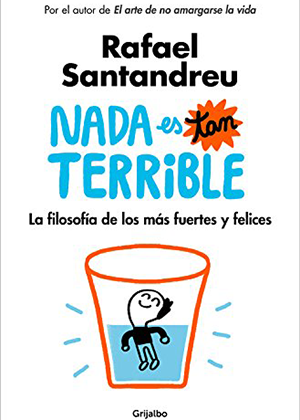 Por el autor de El arte de no amargarse la vida
Rafael
Santandreu
NADA es tan
TERRIBLE
La filosofía de los más fuertes y felices
Grijalbo